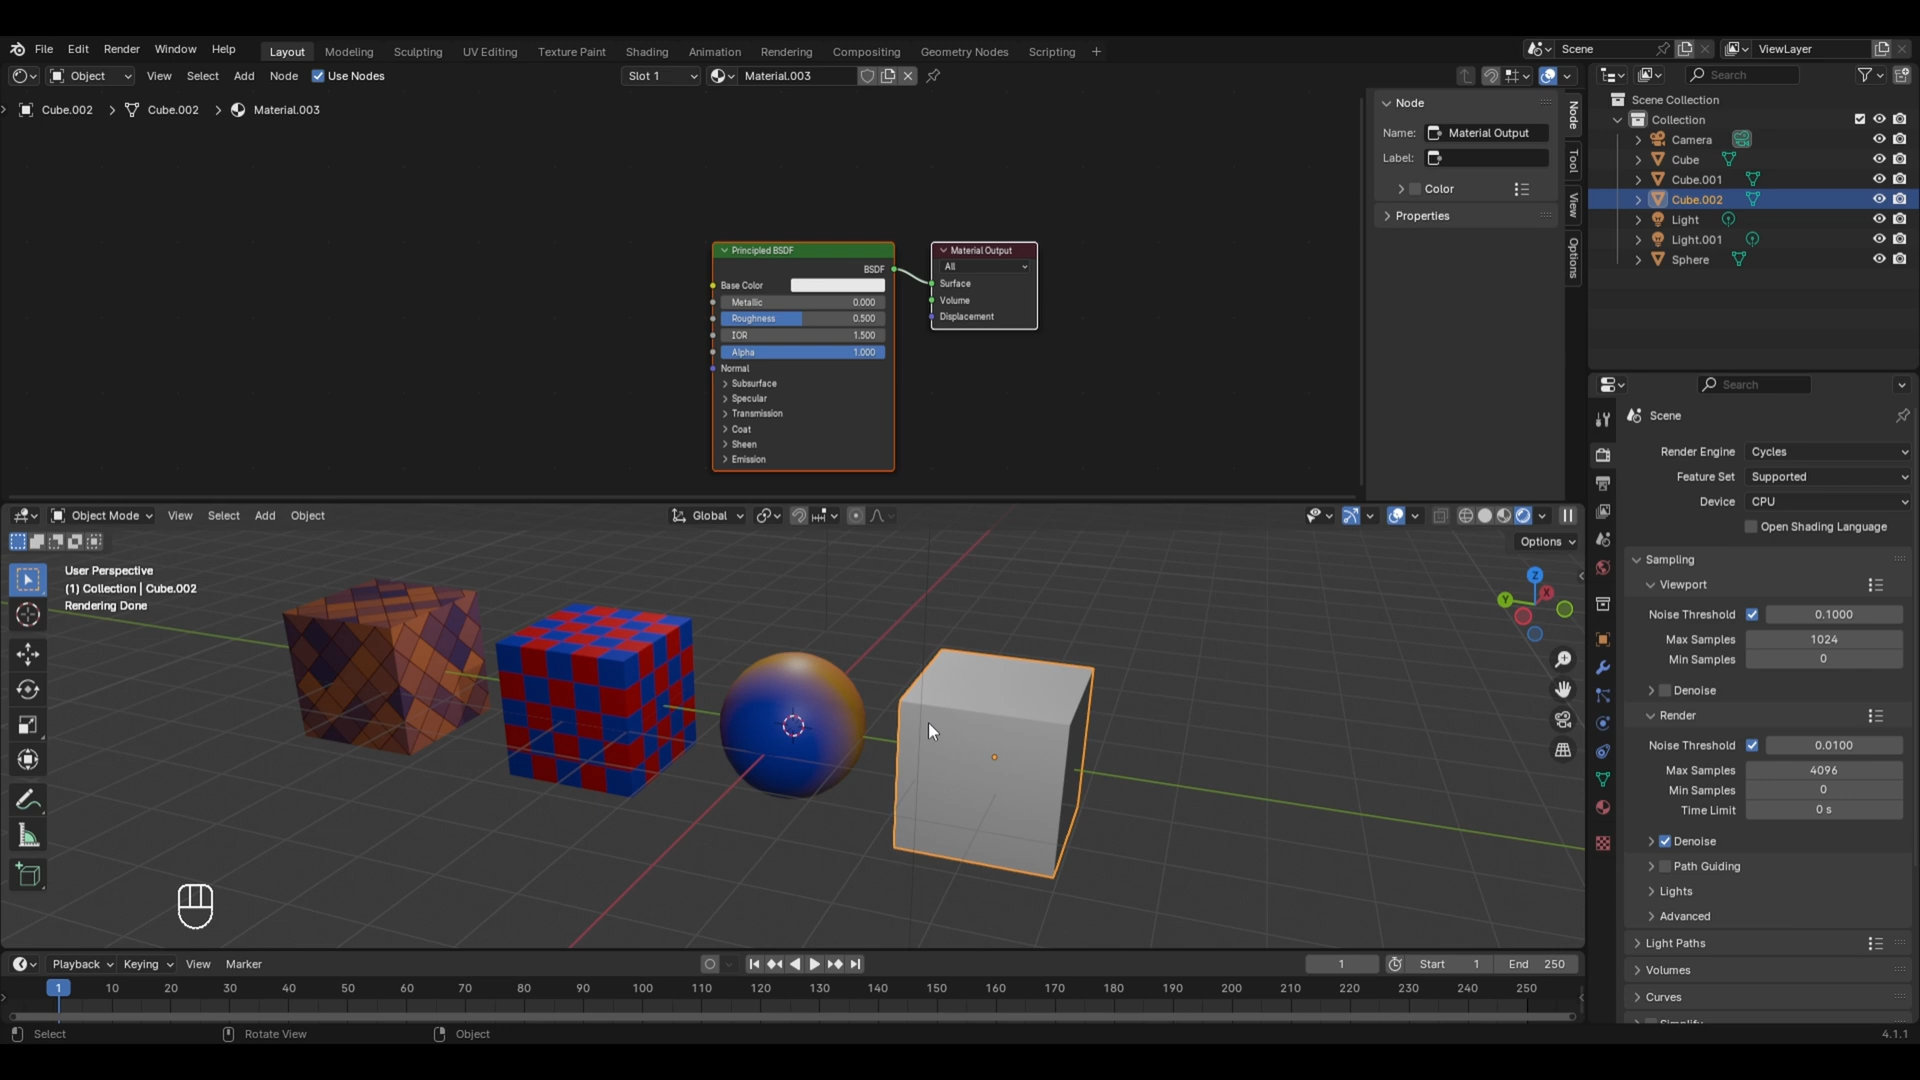 File Edit Render Window Help Layout Modeling Sculpting UV Editing Texture Paint Shading Animation Rendering Compositing Geometry Nodes Scripting + Scene ViewLayer
Object View Select Add Node Use Nodes Slot 1 Material.003 Search
Cube.002 > Cube.002 > Material.003
Node
Name: Material Output
Label:
Color
Properties
Node
Tool
View
Options
Scene Collection
Collection
Camera
Cube
Cube.001
Cube.002
Light
Light.001
Sphere
Principled BSDF
BSDF
Base Color
Metallic 0.000
Roughness 0.500
IOR 1.500
Alpha 1.000
Normal
Subsurface
Specular
Transmission
Coat
Sheen
Emission
Material Output
All
Surface
Volume
Displacement
Search
Scene
Render Engine Cycles
Feature Set Supported
Device CPU
Open Shading Language
Sampling
Viewport
Noise Threshold 0.1000
Max Samples 1024
Min Samples 0
Denoise
Render
Noise Threshold 0.0100
Max Samples 4096
Min Samples 0
Time Limit 0 s
Denoise
Path Guiding
Lights
Advanced
Light Paths
Volumes
Curves
Object Mode View Select Add Object Global
Options
User Perspective
(1) Collection | Cube.002
Rendering Done
Z
X
Y
Playback Keying View Marker 1 Start 1 End 250
1 10 20 30 40 50 60 70 80 90 100 110 120 130 140 150 160 170 180 190 200 210 220 230 240 250
Select Rotate View Object 4.1.1